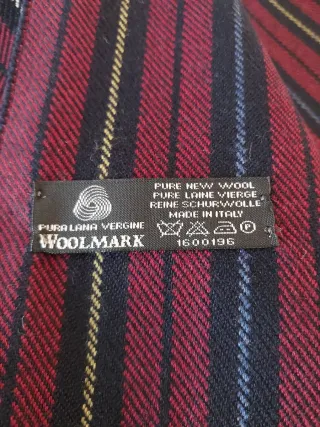 PURA LANA VERGINE
WOOLMARK
PURE NEW WOOL
PURE LAINE VIERGE
REINE SCHURWOLLE
MADE IN ITALY
P
1600196